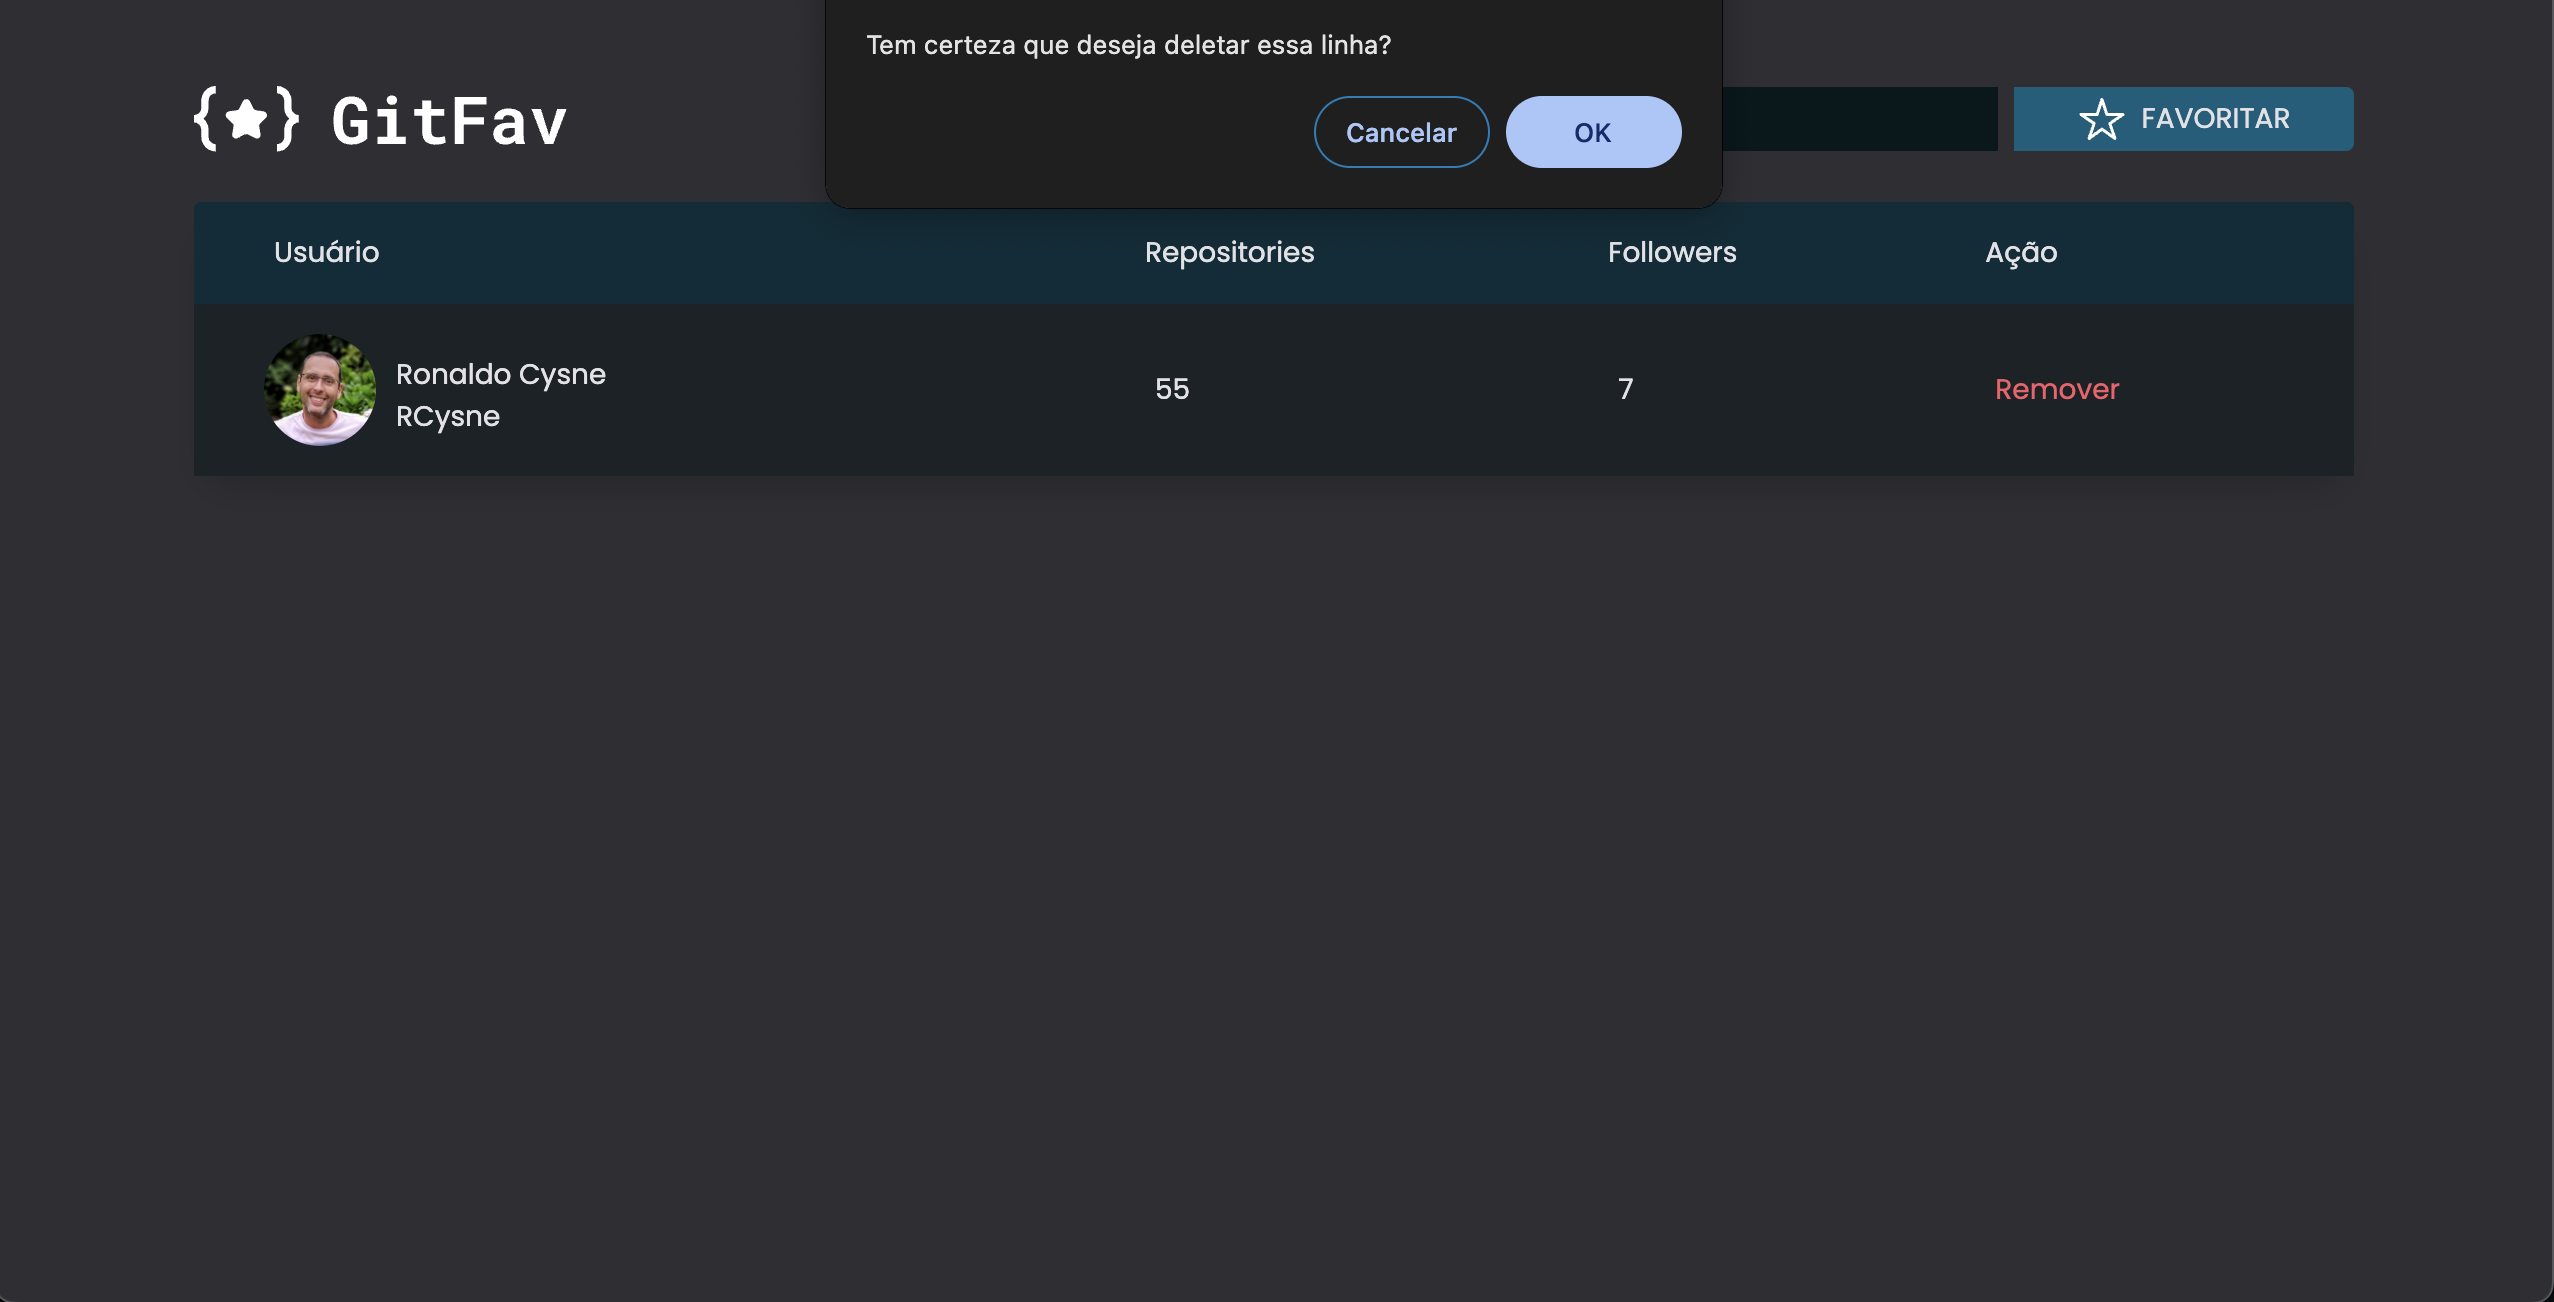 Tem certeza que deseja deletar essa linha?
Cancelar OK
{★} GitFav
FAVORITAR
Usuário Repositories Followers Ação
Ronaldo Cysne
RCysne
55 7 Remover